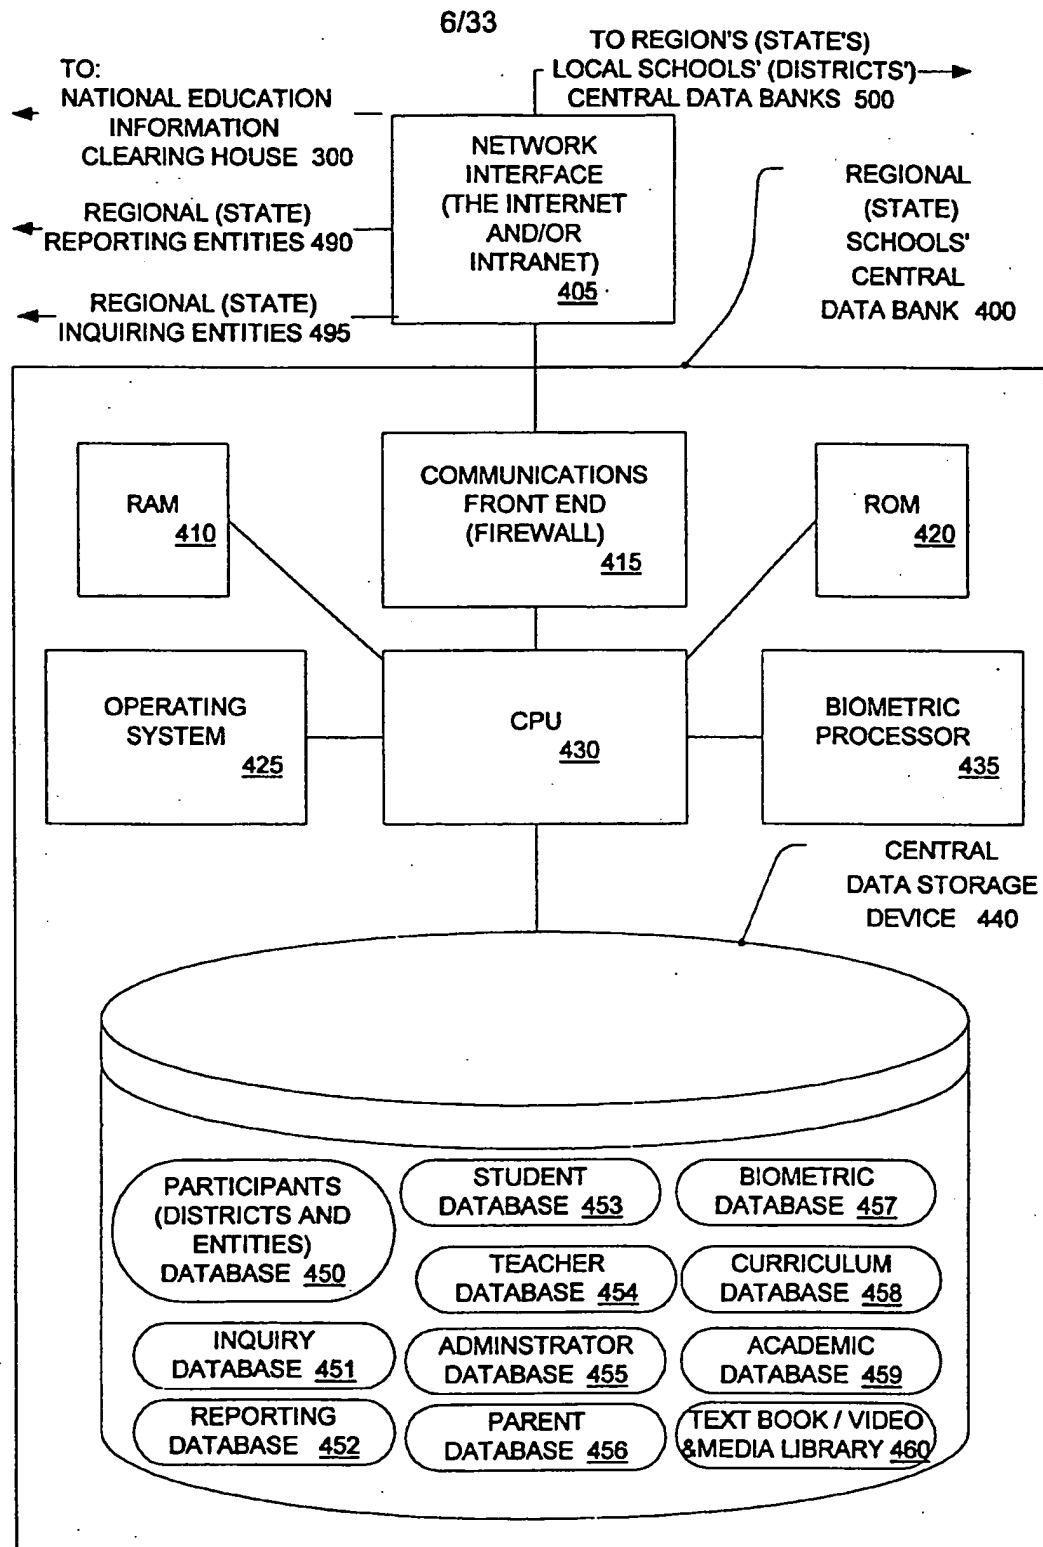 6/33
TO REGION'S (STATE'S)
LOCAL SCHOOLS' (DISTRICTS')
CENTRAL DATA BANKS 500
TO:
NATIONAL EDUCATION
INFORMATION
CLEARING HOUSE 300
REGIONAL (STATE)
REPORTING ENTITIES 490
REGIONAL (STATE)
INQUIRING ENTITIES 495
NETWORK
INTERFACE
(THE INTERNET
AND/OR
INTRANET)
405
REGIONAL
(STATE)
SCHOOLS'
CENTRAL
DATA BANK 400
RAM
410
COMMUNICATIONS
FRONT END
(FIREWALL)
415
ROM
420
OPERATING
SYSTEM
425
CPU
430
BIOMETRIC
PROCESSOR
435
CENTRAL
DATA STORAGE
DEVICE 440
PARTICIPANTS
(DISTRICTS AND
ENTITIES)
DATABASE 450
INQUIRY
DATABASE 451
REPORTING
DATABASE 452
STUDENT
DATABASE 453
TEACHER
DATABASE 454
ADMINSTRATOR
DATABASE 455
PARENT
DATABASE 456
BIOMETRIC
DATABASE 457
CURRICULUM
DATABASE 458
ACADEMIC
DATABASE 459
TEXT BOOK / VIDEO
&MEDIA LIBRARY 460